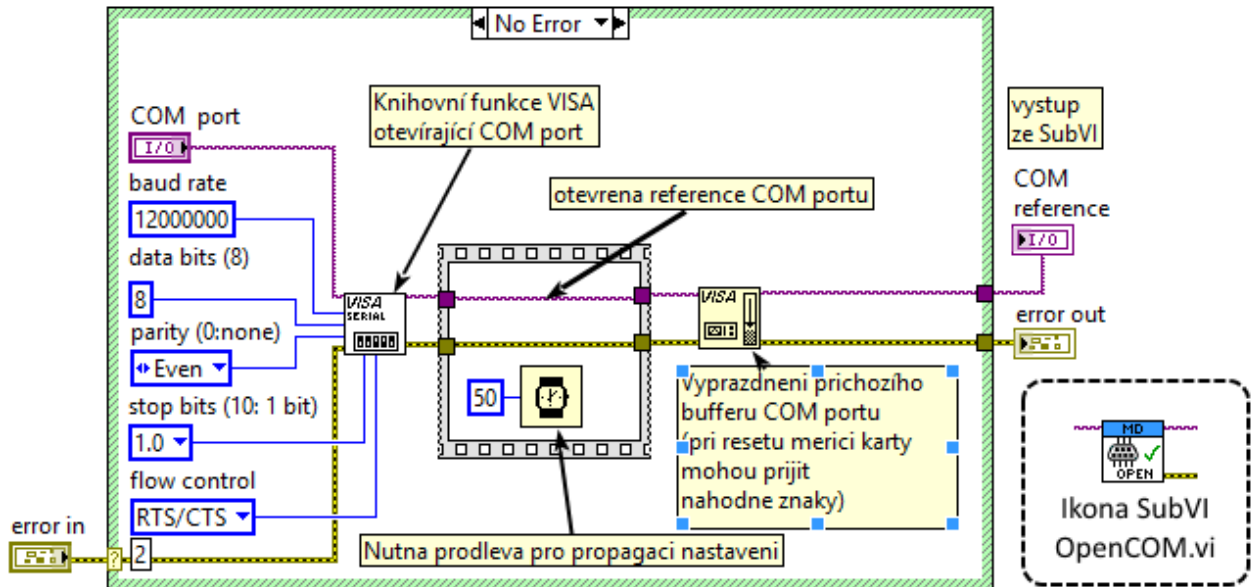 No Error
Knihovní funkce VISA
otevírající COM port
vystup
ze SubVI
COM port
I/O
baud rate
12000000
otevrena reference COM portu
COM
reference
I/O
data bits (8)
8
VISA
SERIAL
VISA
parity (0:none)
Even
error out
50
Vyprazdneni prichozího
bufferu COM portu
(pri resetu merici karty
mohou prijit
nahodne znaky)
stop bits (10: 1 bit)
1.0
MD
OPEN
flow control
RTS/CTS
Ikona SubVI
OpenCOM.vi
error in
?
2
Nutna prodleva pro propagaci nastaveni